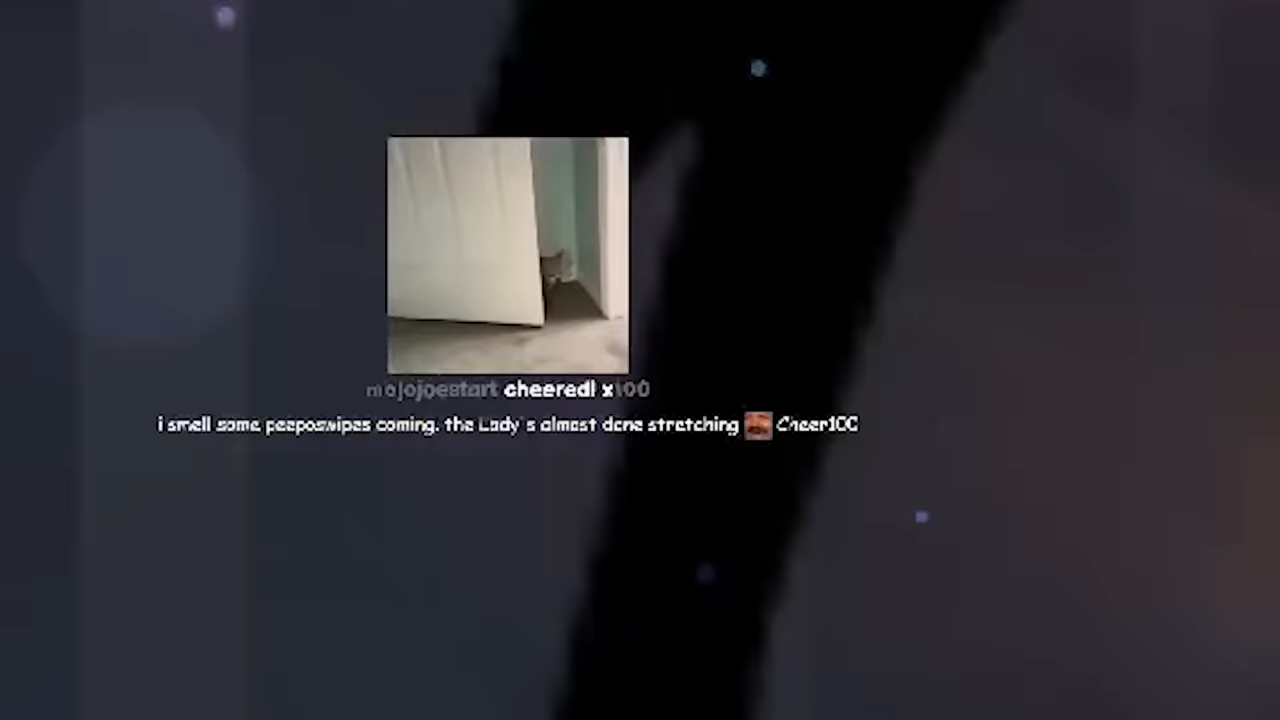 mojojoestart cheered! x100
i smell some peeposwipes coming. the Lady's almost done stretching Cheer100